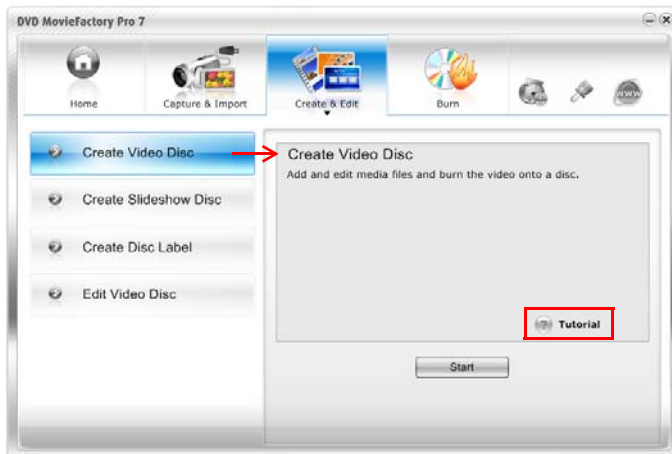 DVD MovieFactory Pro 7
Home
Capture & Import
Create & Edit
Burn
www
Create Video Disc
Create Slideshow Disc
Create Disc Label
Edit Video Disc
Create Video Disc
Add and edit media files and burn the video onto a disc.
Tutorial
Start